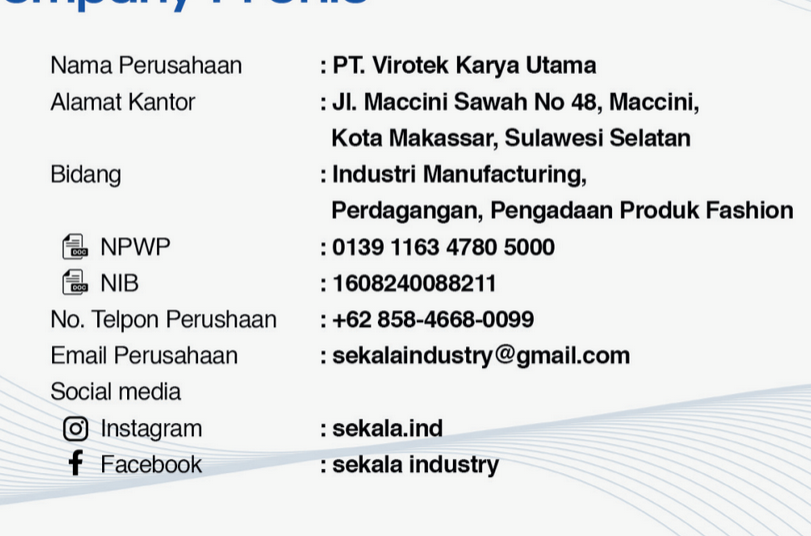 Company Profile
Nama Perusahaan : PT. Virotek Karya Utama
Alamat Kantor : Jl. Maccini Sawah No 48, Maccini,
Kota Makassar, Sulawesi Selatan
Bidang : Industri Manufacturing,
Perdagangan, Pengadaan Produk Fashion
NPWP : 0139 1163 4780 5000
NIB : 1608240088211
No. Telpon Perushaan : +62 858-4668-0099
Email Perusahaan : sekalaindustry@gmail.com
Social media
Instagram : sekala.ind
Facebook : sekala industry